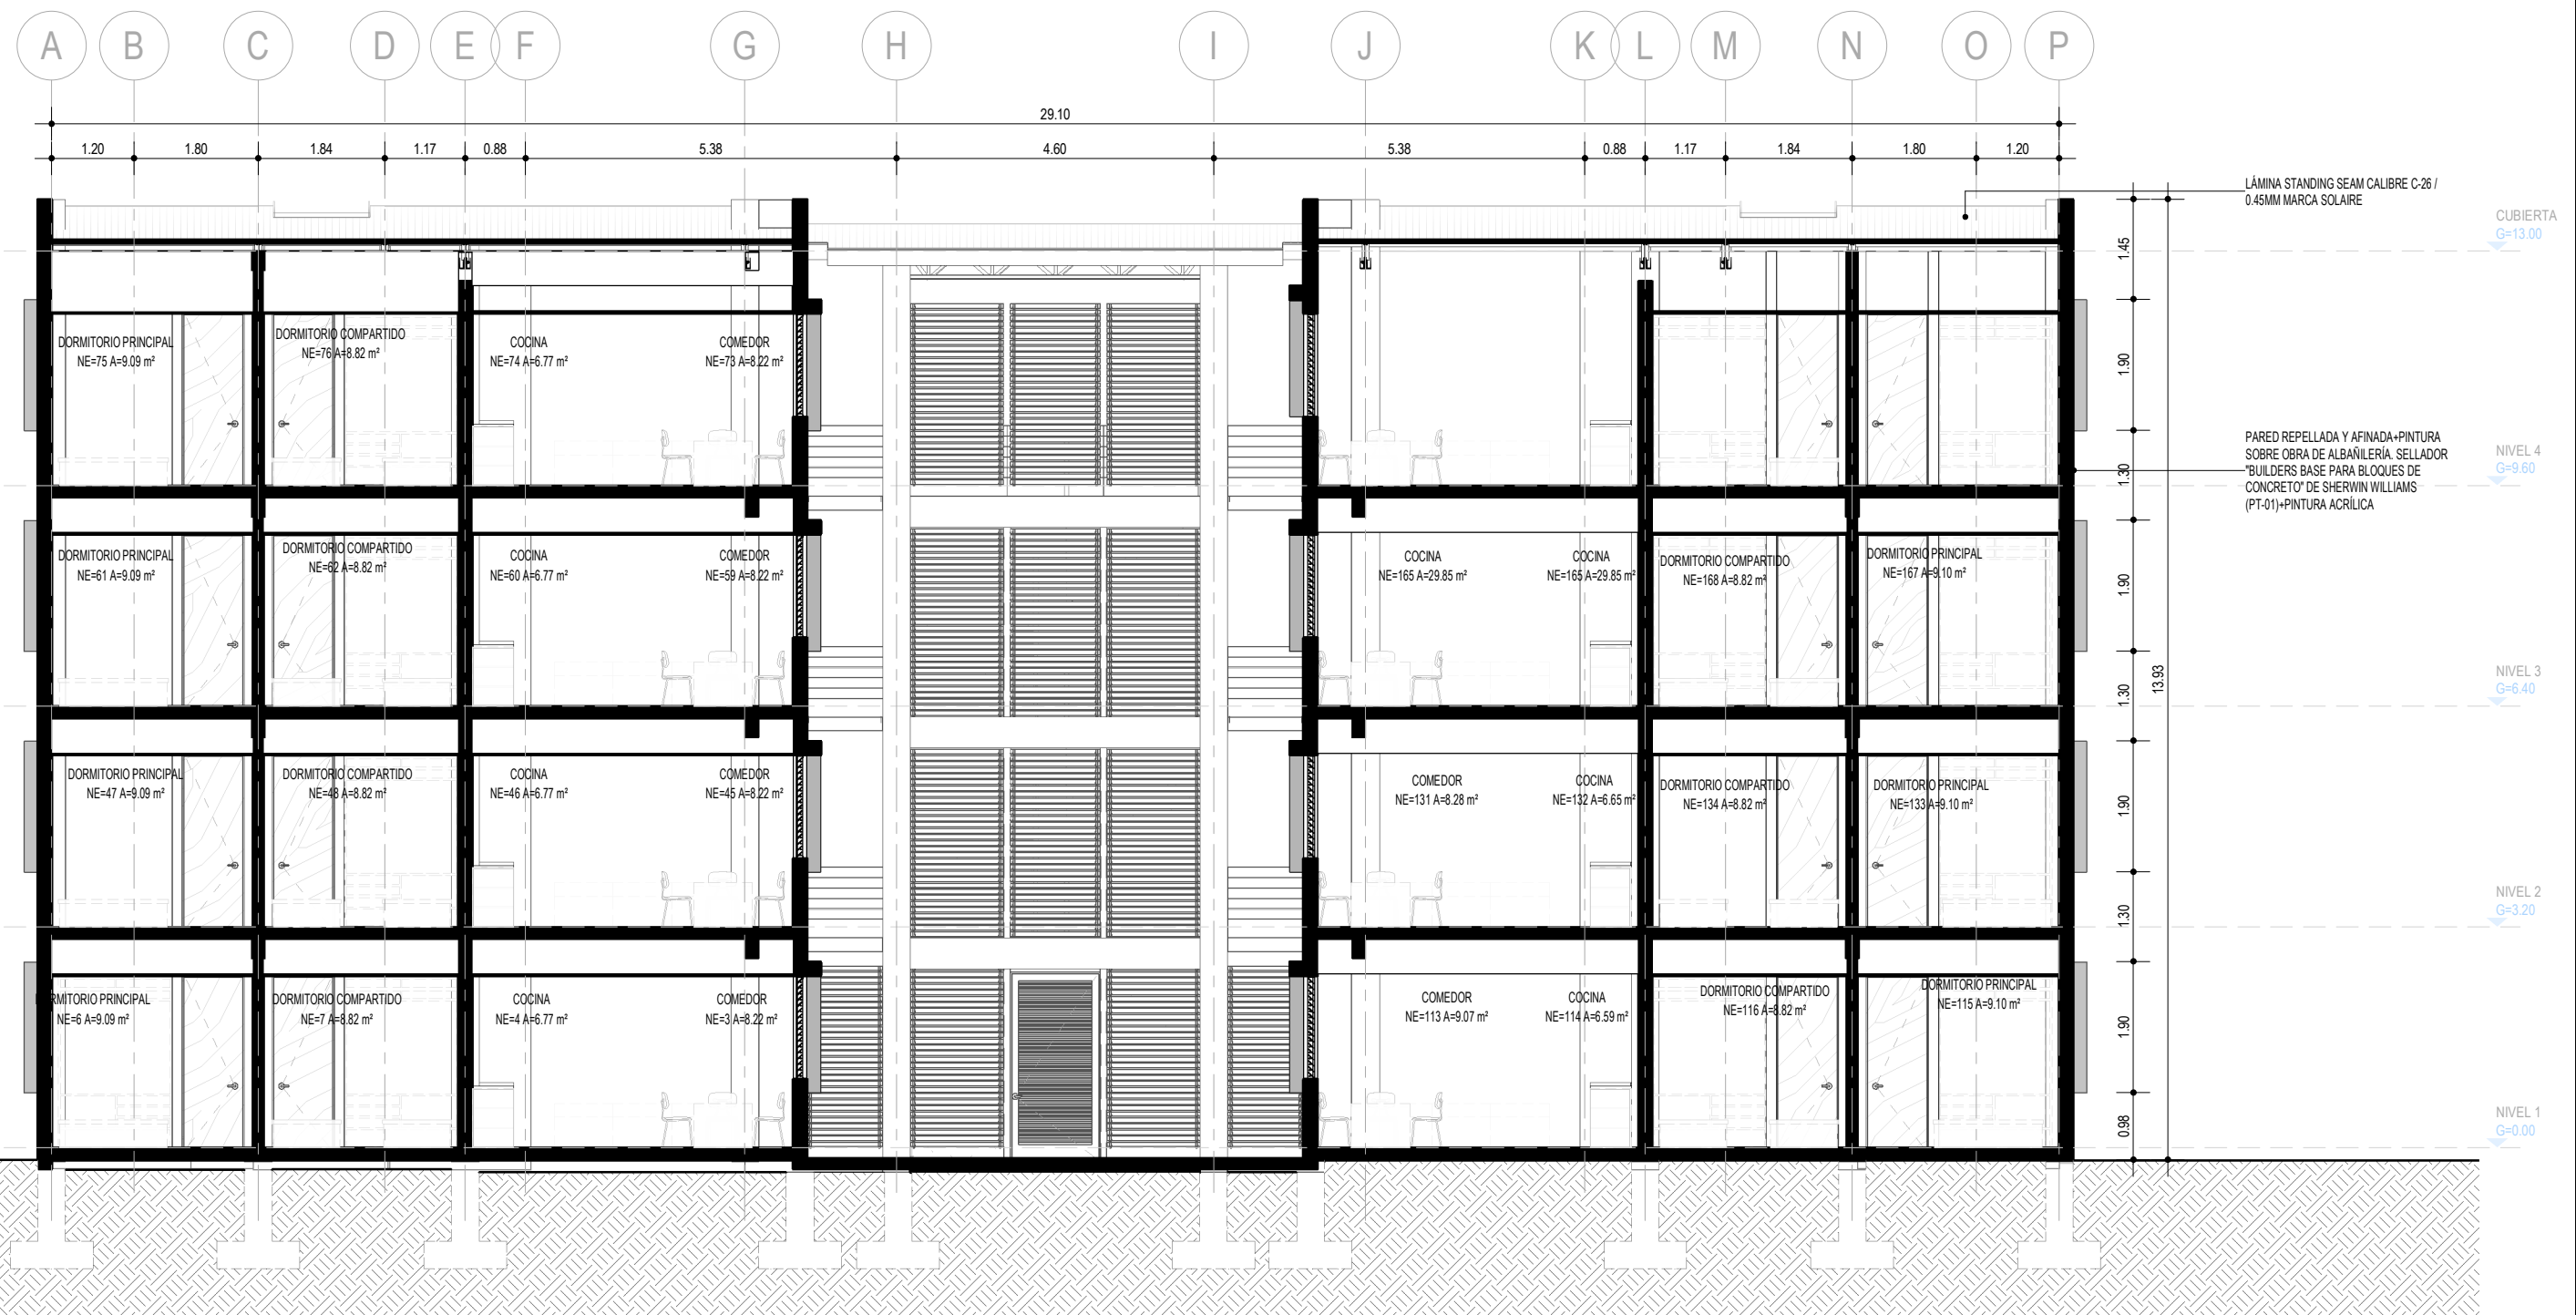 A B C D E F G H I J K L M N O P
29.10
1.20 1.80 1.84 1.17 0.88 5.38 4.60 5.38 0.88 1.17 1.84 1.80 1.20
LÁMINA STANDING SEAM CALIBRE C-26 /
0.45MM MARCA SOLAIRE
CUBIERTA
G=13.00
1.45
DORMITORIO PRINCIPAL
NE=75 A=9.09 m²
DORMITORIO COMPARTIDO
NE=76 A=8.82 m²
COCINA
NE=74 A=6.77 m²
COMEDOR
NE=73 A=8.22 m²
1.90
PARED REPELLADA Y AFINADA+PINTURA
SOBRE OBRA DE ALBAÑILERÍA. SELLADOR
"BUILDERS BASE PARA BLOQUES DE
CONCRETO" DE SHERWIN WILLIAMS
(PT-01)+PINTURA ACRÍLICA
NIVEL 4
G=9.60
1.30
DORMITORIO PRINCIPAL
NE=61 A=9.09 m²
DORMITORIO COMPARTIDO
NE=62 A=8.82 m²
COCINA
NE=60 A=6.77 m²
COMEDOR
NE=59 A=8.22 m²
COCINA
NE=165 A=29.85 m²
COCINA
NE=165 A=29.85 m²
DORMITORIO COMPARTIDO
NE=168 A=8.82 m²
DORMITORIO PRINCIPAL
NE=167 A=9.10 m²
1.90
NIVEL 3
G=6.40
1.30
13.93
DORMITORIO PRINCIPAL
NE=47 A=9.09 m²
DORMITORIO COMPARTIDO
NE=48 A=8.82 m²
COCINA
NE=46 A=6.77 m²
COMEDOR
NE=45 A=8.22 m²
COMEDOR
NE=131 A=8.28 m²
COCINA
NE=132 A=6.65 m²
DORMITORIO COMPARTIDO
NE=134 A=8.82 m²
DORMITORIO PRINCIPAL
NE=133 A=9.10 m²
1.90
NIVEL 2
G=3.20
1.30
RMITORIO PRINCIPAL
NE=6 A=9.09 m²
DORMITORIO COMPARTIDO
NE=7 A=8.82 m²
COCINA
NE=4 A=6.77 m²
COMEDOR
NE=3 A=8.22 m²
COMEDOR
NE=113 A=9.07 m²
COCINA
NE=114 A=6.59 m²
DORMITORIO COMPARTIDO
NE=116 A=8.82 m²
DORMITORIO PRINCIPAL
NE=115 A=9.10 m²
1.90
NIVEL 1
G=0.00
0.98